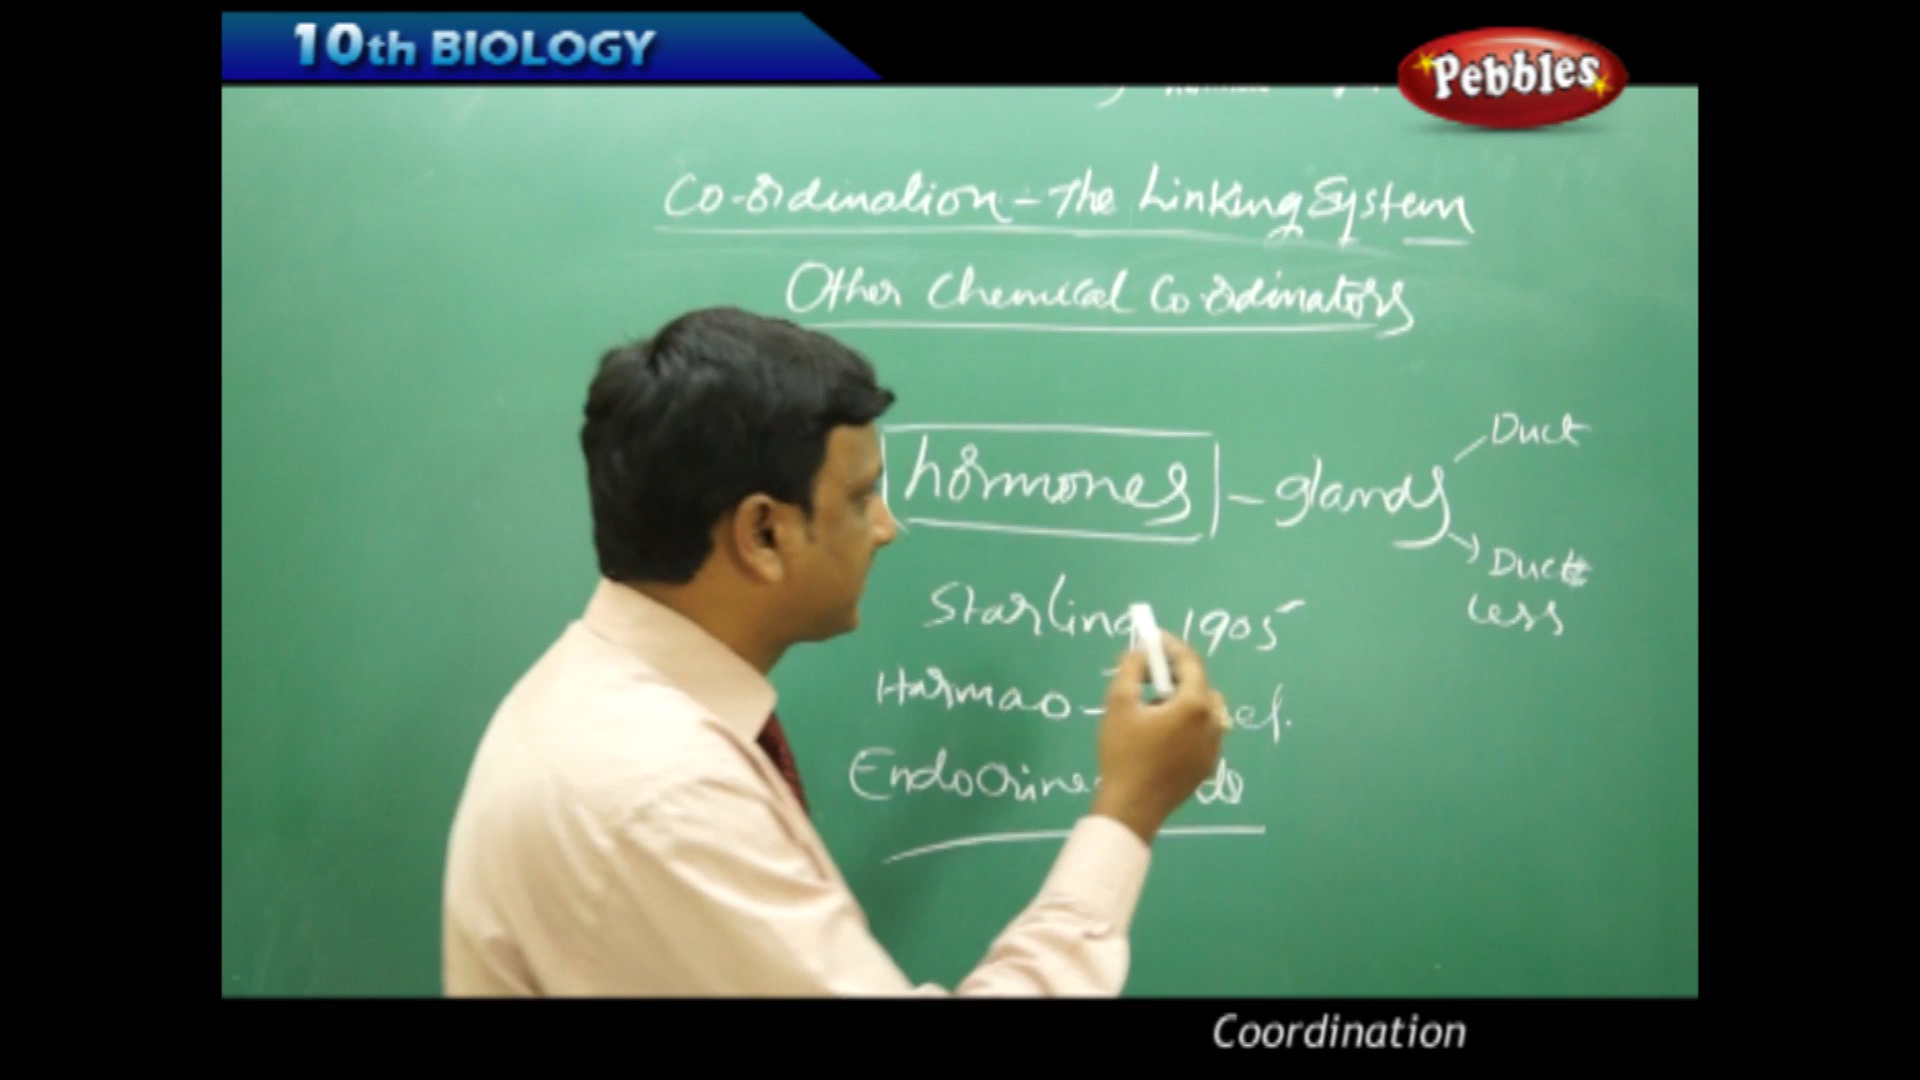 10th BIOLOGY
Pebbles
Co-ordination - The Linking System
Other Chemical Co-ordinators
hormones - glands
Duct
Duct
less
Starling 1905
Harmao -
Endocrine
Coordination